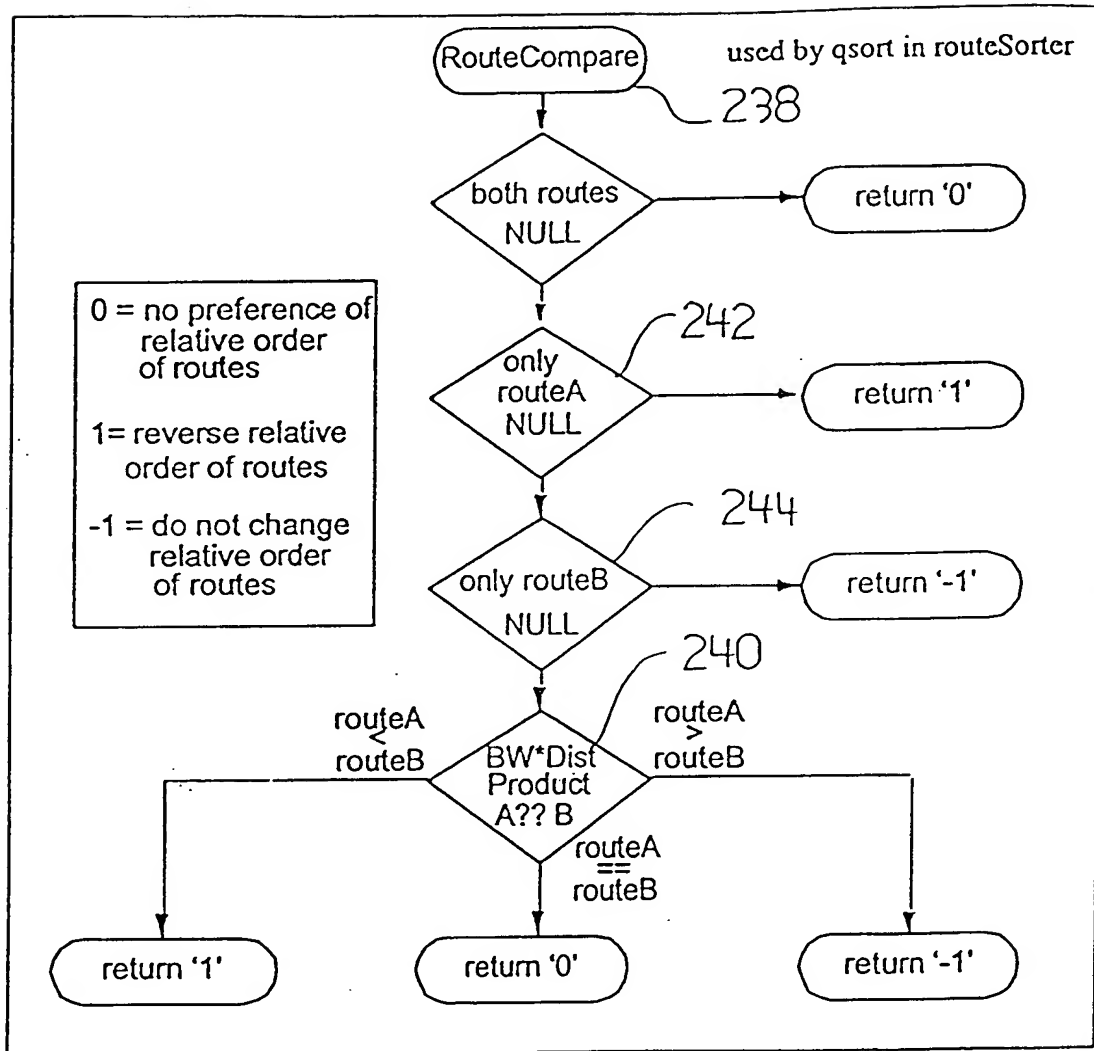 RouteCompare
used by qsort in routeSorter
238
both routes
NULL
return ‘0’
0 = no preference of
relative order
of routes
1= reverse relative
order of routes
-1 = do not change
relative order
of routes
242
only
routeA
NULL
return ‘1’
244
only routeB
NULL
return ‘-1’
240
routeA
<
routeB
BW*Dist
Product
A?? B
routeA
>
routeB
routeA
==
routeB
return ‘1’
return ‘0’
return ‘-1’